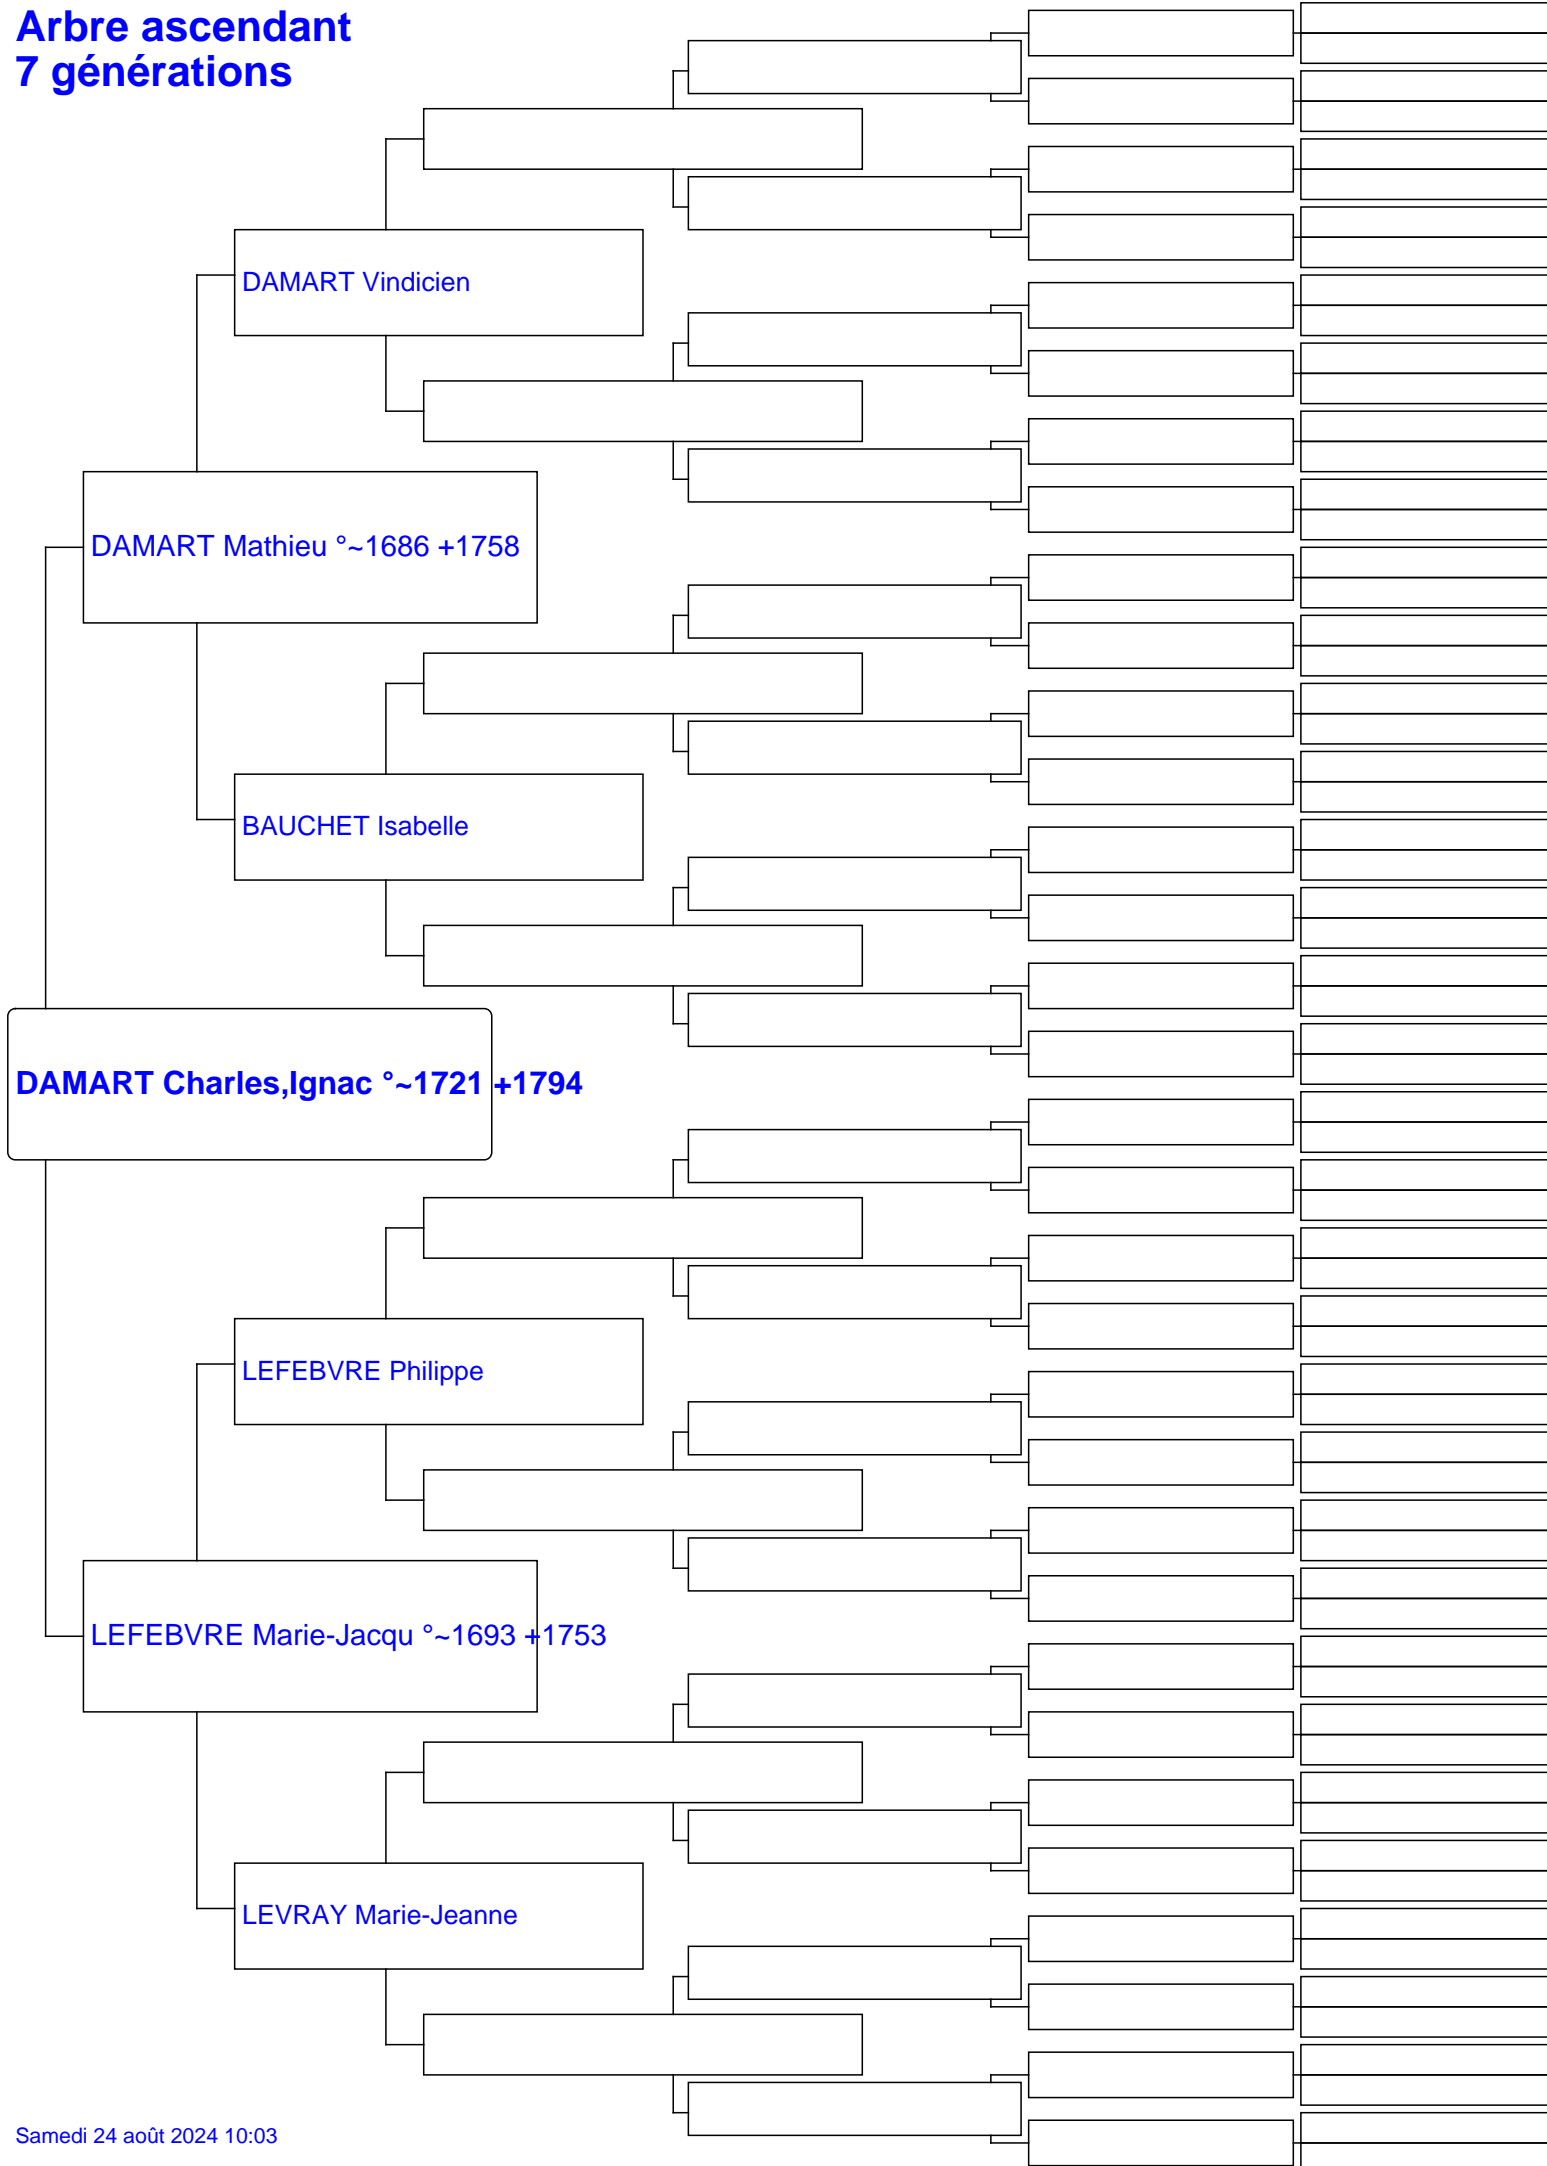 Arbre ascendant
7 générations
DAMART Vindicien
DAMART Mathieu °~1686 +1758
BAUCHET Isabelle
DAMART Charles,Ignac °~1721 +1794
LEFEBVRE Philippe
LEFEBVRE Marie-Jacqu °~1693 +1753
LEVRAY Marie-Jeanne
Samedi 24 août 2024 10:03